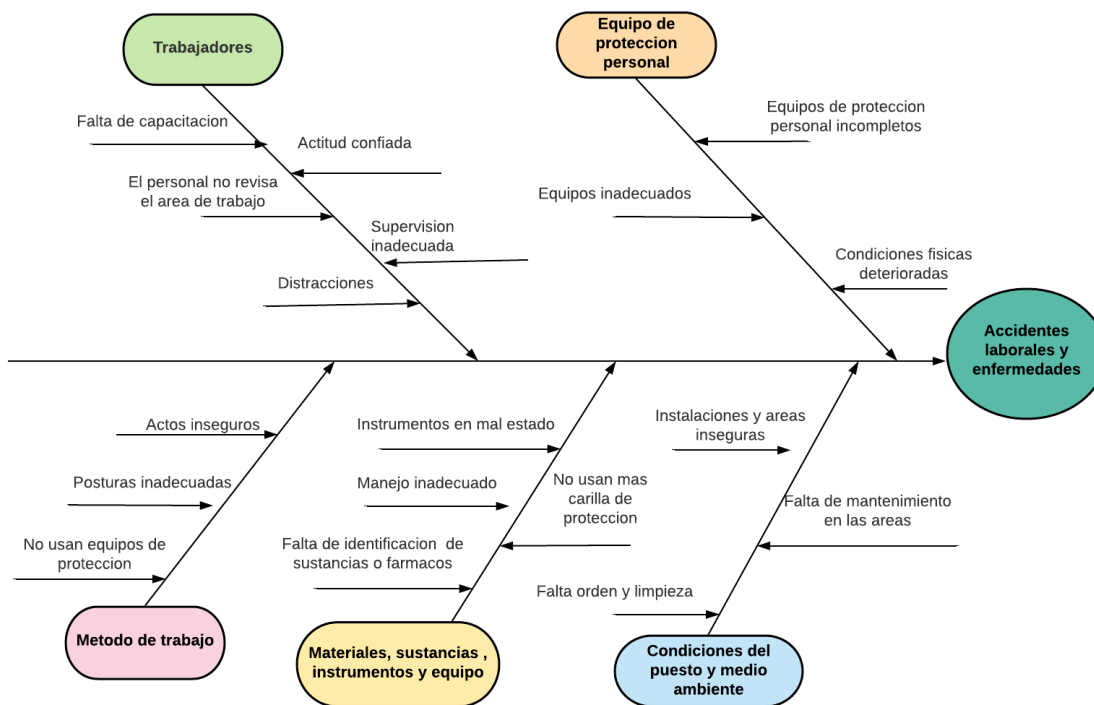 Trabajadores
Equipo de
proteccion
personal
Falta de capacitacion
Actitud confiada
El personal no revisa
el area de trabajo
Supervision
inadecuada
Distracciones
Equipos de proteccion
personal incompletos
Equipos inadecuados
Condiciones fisicas
deterioradas
Accidentes
laborales y
enfermedades
Actos inseguros
Posturas inadecuadas
No usan equipos de
proteccion
Metodo de trabajo
Instrumentos en mal estado
Manejo inadecuado
No usan mas
carilla de
proteccion
Falta de identificacion de
sustancias o farmacos
Materiales, sustancias ,
instrumentos y equipo
Instalaciones y areas
inseguras
Falta de mantenimiento
en las areas
Falta orden y limpieza
Condiciones del
puesto y medio
ambiente